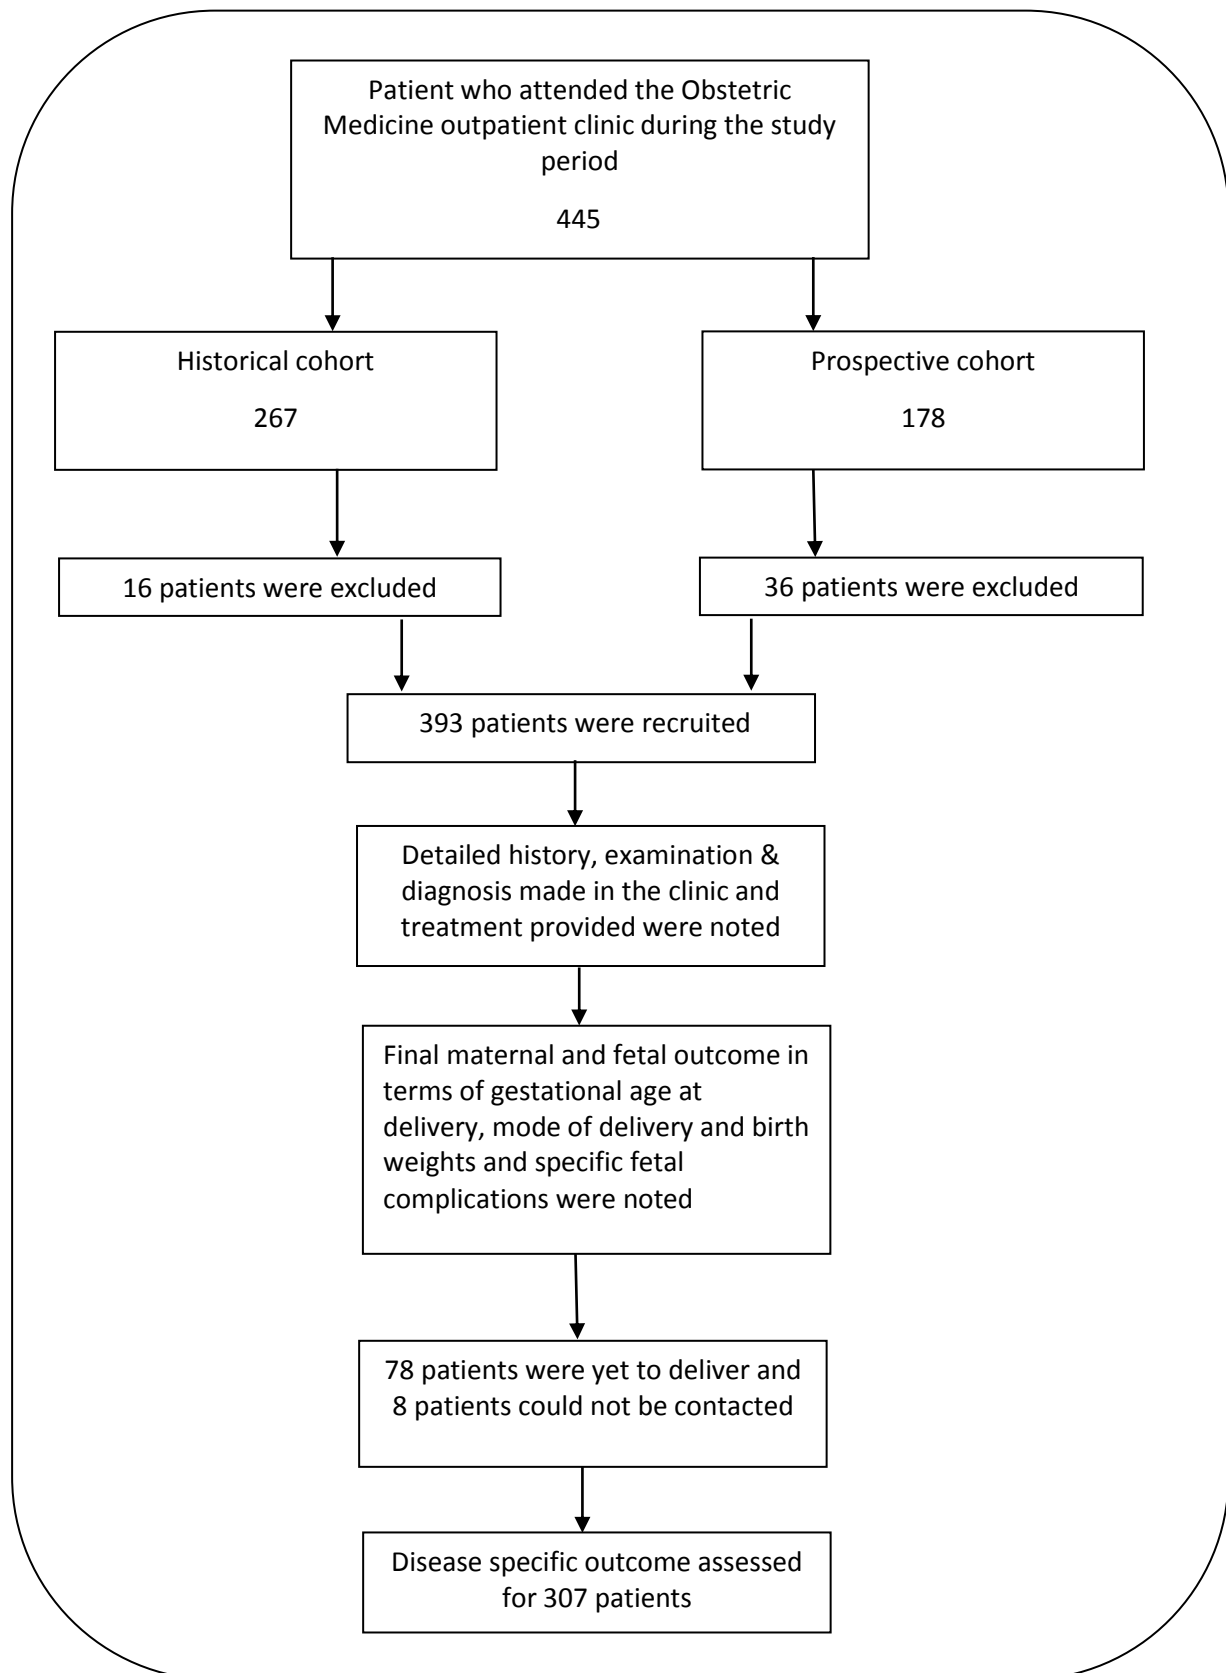 Patient who attended the Obstetric
Medicine outpatient clinic during the study
period
445
Historical cohort
267
Prospective cohort
178
16 patients were excluded
36 patients were excluded
393 patients were recruited
Detailed history, examination &
diagnosis made in the clinic and
treatment provided were noted
Final maternal and fetal outcome in
terms of gestational age at
delivery, mode of delivery and birth
weights and specific fetal
complications were noted
78 patients were yet to deliver and
8 patients could not be contacted
Disease specific outcome assessed
for 307 patients